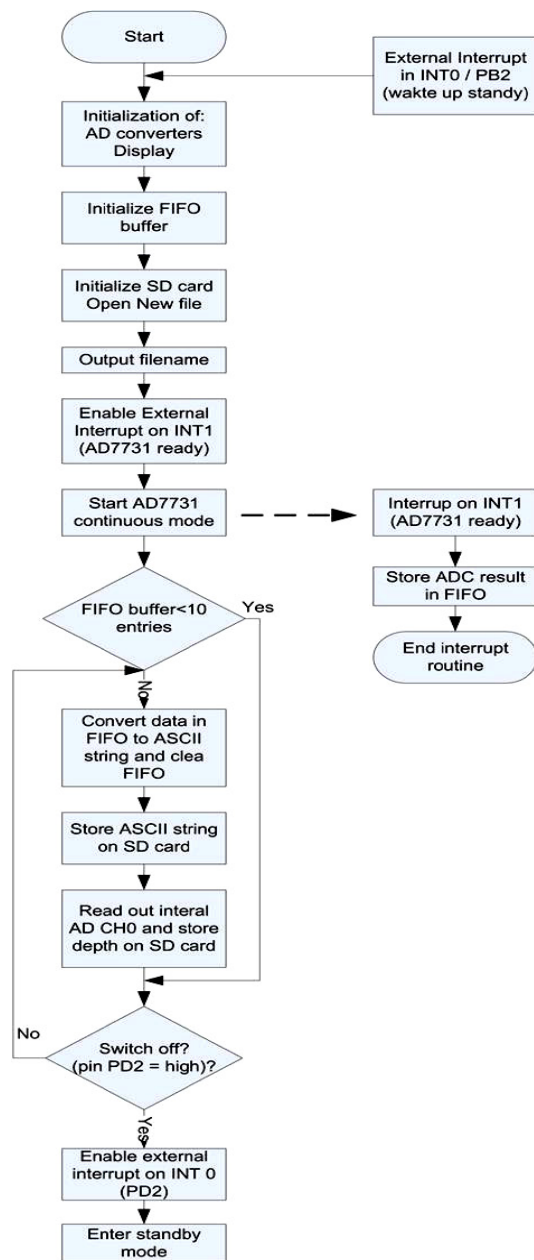 Start
External Interrupt
in INT0 / PB2
(wakte up standy)
Initialization of:
AD converters
Display
Initialize FIFO
buffer
Initialize SD card
Open New file
Output filename
Enable External
Interrupt on INT1
(AD7731 ready)
Start AD7731
continuous mode
Interrup on INT1
(AD7731 ready)
Store ADC result
in FIFO
End interrupt
routine
FIFO buffer<10
entries
Yes
No
Convert data in
FIFO to ASCII
string and clea
FIFO
Store ASCII string
on SD card
Read out interal
AD CH0 and store
depth on SD card
No
Switch off?
(pin PD2 = high)?
Yes
Enable external
interrupt on INT 0
(PD2)
Enter standby
mode